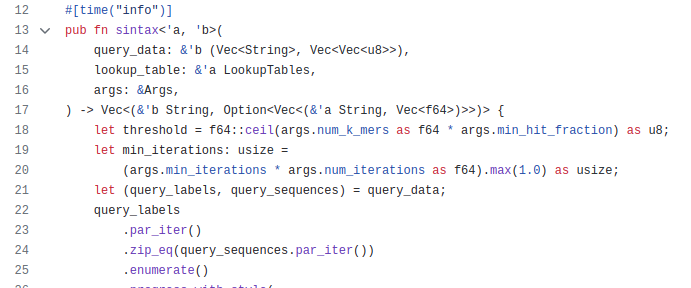 12 #[time("info")]
13 pub fn sintax<'a, 'b>(
14 query_data: &'b (Vec<String>, Vec<Vec<u8>>),
15 lookup_table: &'a LookupTables,
16 args: &Args,
17 ) -> Vec<(&'b String, Option<Vec<(&'a String, Vec<f64>)>>)> {
18 let threshold = f64::ceil(args.num_k_mers as f64 * args.min_hit_fraction) as u8;
19 let min_iterations: usize =
20 (args.min_iterations * args.num_iterations as f64).max(1.0) as usize;
21 let (query_labels, query_sequences) = query_data;
22 query_labels
23 .par_iter()
24 .zip_eq(query_sequences.par_iter())
25 .enumerate()